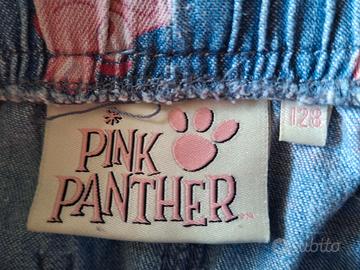 PINK
PANTHER
128
subito